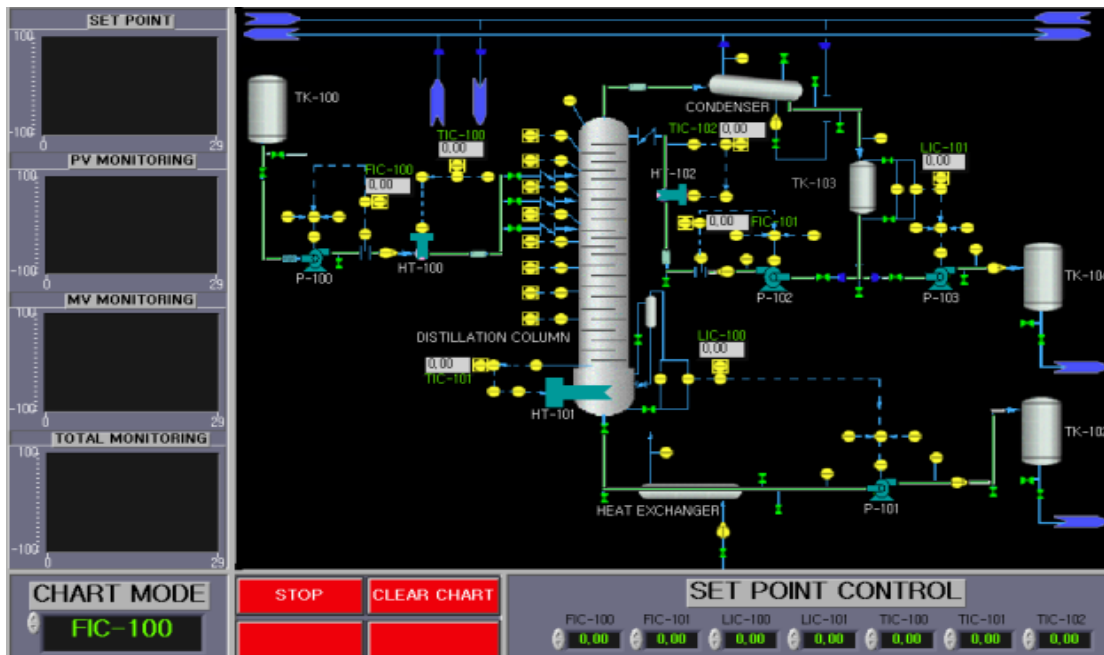 SET POINT
100
-100
0 29
PV MONITORING
100
-100
0 29
MV MONITORING
100
-100
0 29
TOTAL MONITORING
100
-100
0 29
CHART MODE
FIC-100
TK-100
FIC-100
0,00
TIC-100
0,00
P-100
HT-100
CONDENSER
TIC-102
0,00
HT-102
0,00
FIC-101
TK-103
LIC-101
0,00
P-102
P-103
TK-104
DISTILLATION COLUMN
0,00
TIC-101
HT-101
LIC-100
0,00
TK-102
HEAT EXCHANGER
P-101
STOP
CLEAR CHART
SET POINT CONTROL
FIC-100 FIC-101 LIC-100 LIC-101 TIC-100 TIC-101 TIC-102
0,00 0,00 0,00 0,00 0,00 0,00 0,00